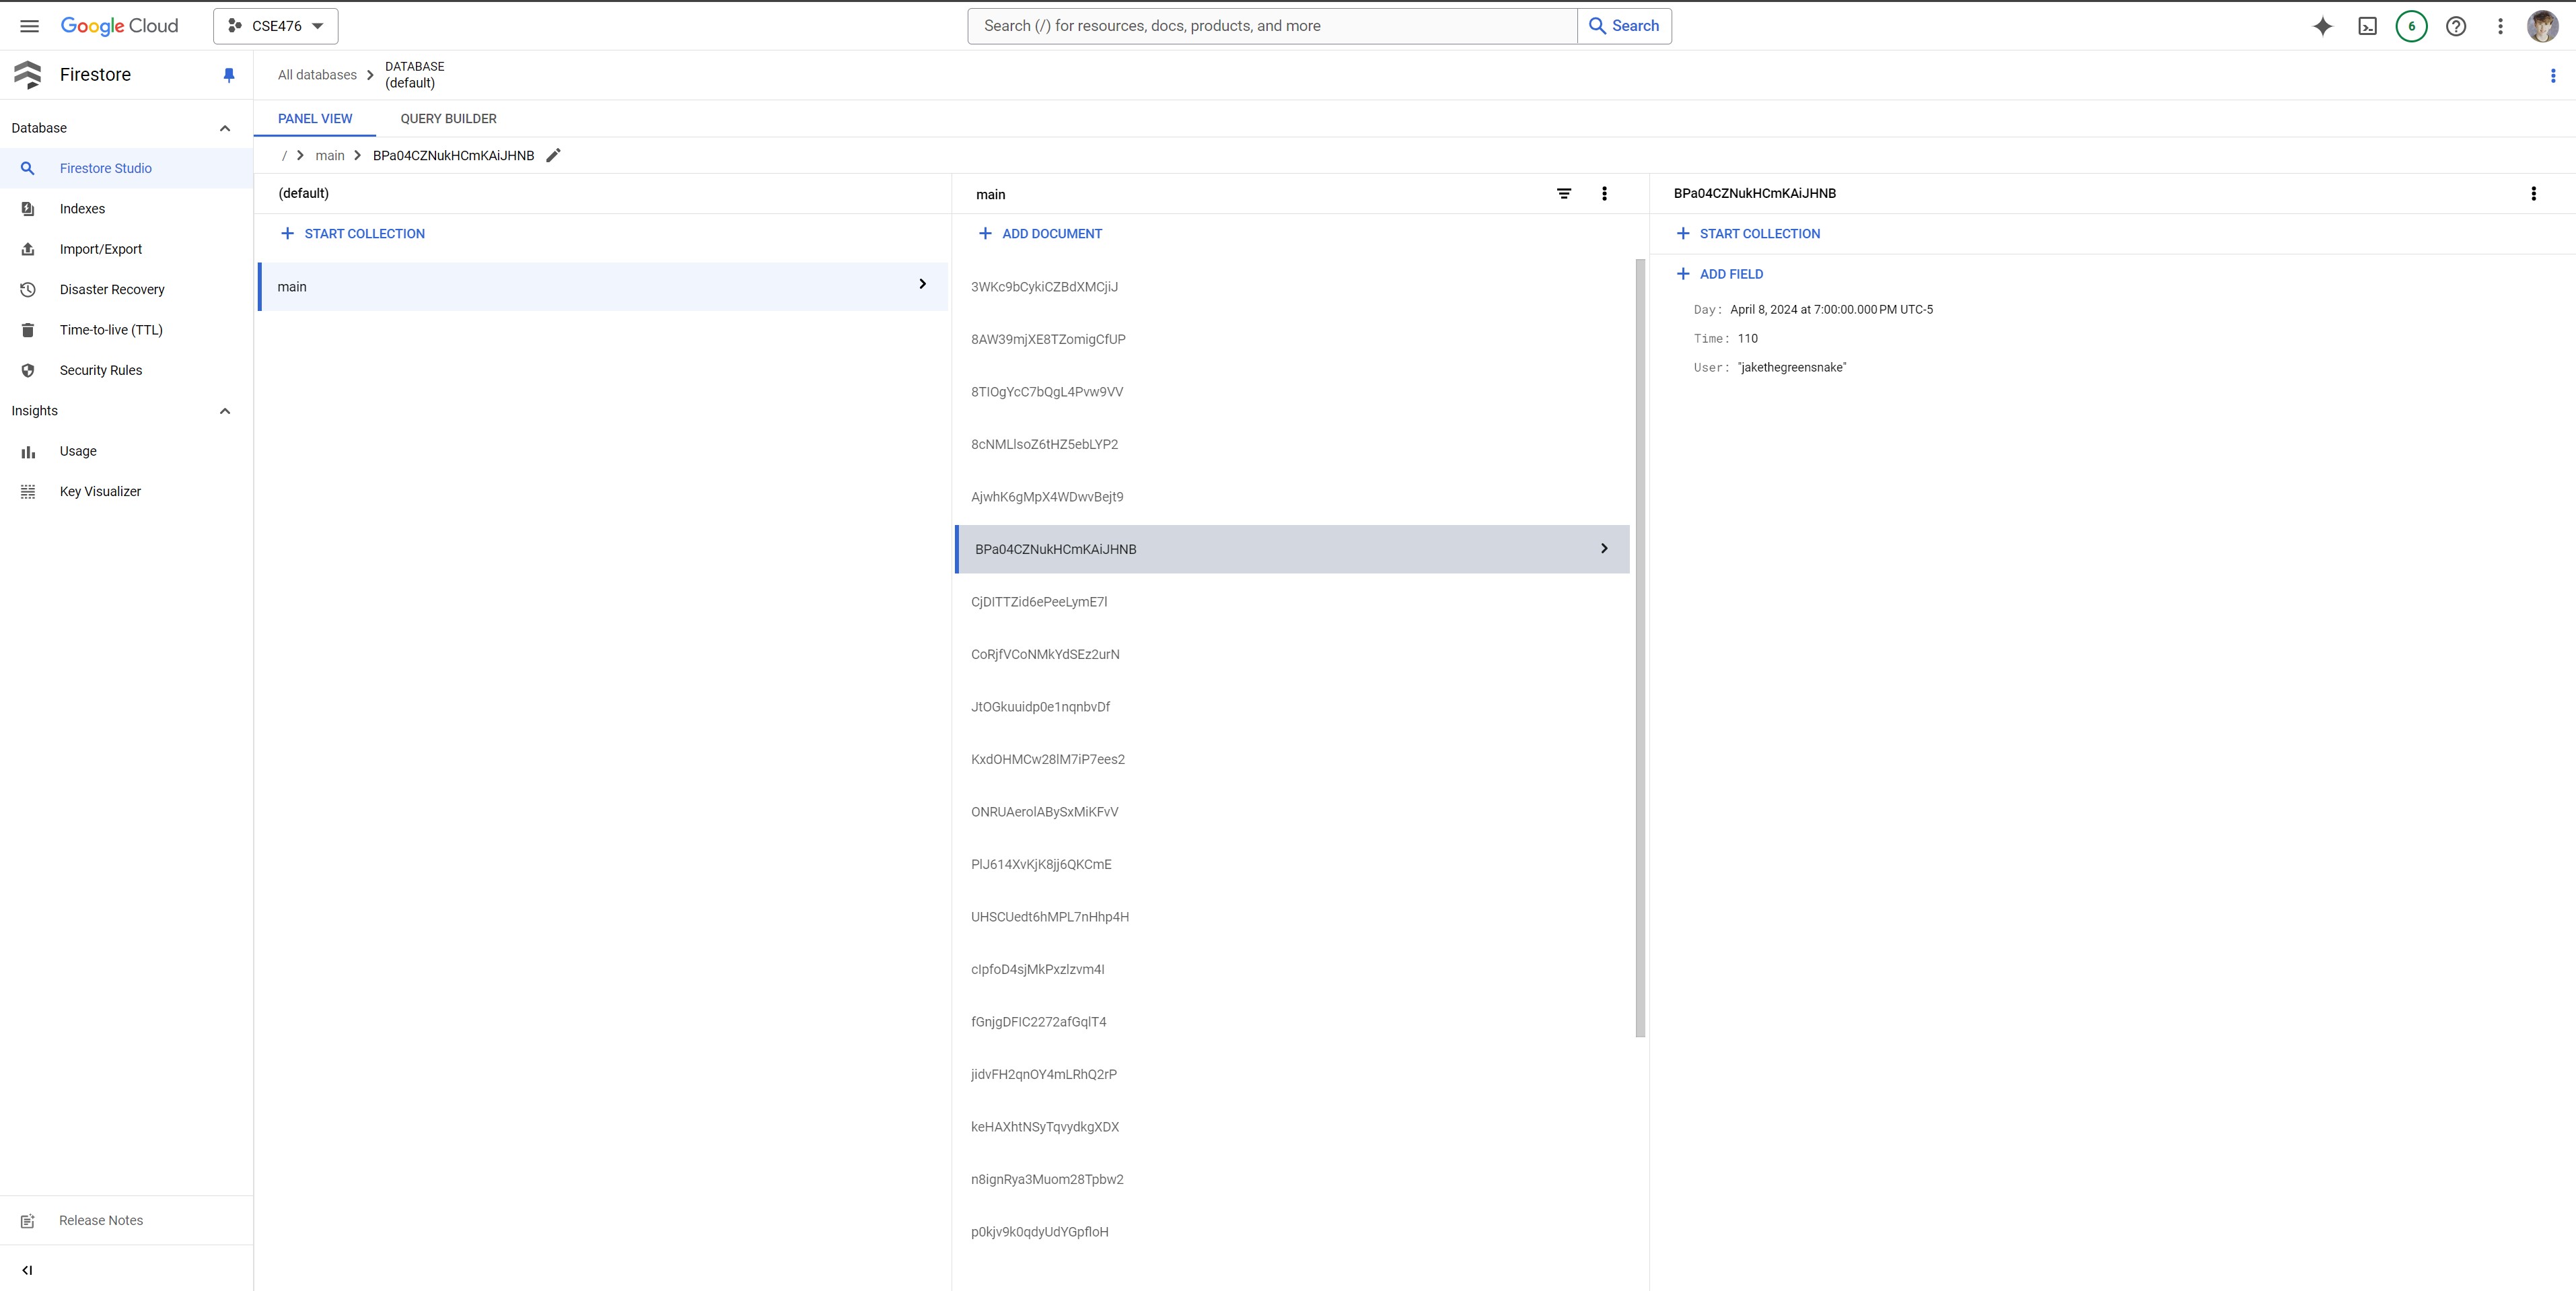 Google Cloud
CSE476
Search (/) for resources, docs, products, and more
Search
6
Firestore
All databases
DATABASE
(default)
Database
PANEL VIEW
QUERY BUILDER
/ main BPa04CZNukHCmKAiJHNB
Firestore Studio
Indexes
Import/Export
Disaster Recovery
Time-to-live (TTL)
Security Rules
Insights
Usage
Key Visualizer
Release Notes
(default)
START COLLECTION
main
main
ADD DOCUMENT
3WKc9bCykiCZBdXMCjiJ
8AW39mjXE8TZomigCfUP
8TIOgYcC7bQgL4Pvw9VV
8cNMLlsoZ6tHZ5ebLYP2
AjwhK6gMpX4WDwvBejt9
BPa04CZNukHCmKAiJHNB
CjDITTZid6ePeeLymE7l
CoRjfVCoNMkYdSEz2urN
JtOGkuuidp0e1nqnbvDf
KxdOHMCw28lM7iP7ees2
ONRUAerolABySxMiKFvV
PlJ614XvKjK8jj6QKCmE
UHSCUedt6hMPL7nHhp4H
cIpfoD4sjMkPxzlzvm4I
fGnjgDFIC2272afGqlT4
jidvFH2qnOY4mLRhQ2rP
keHAXhtNSyTqvydkgXDX
n8ignRya3Muom28Tpbw2
p0kjv9k0qdyUdYGpfloH
BPa04CZNukHCmKAiJHNB
START COLLECTION
ADD FIELD
Day: April 8, 2024 at 7:00:00.000 PM UTC-5
Time: 110
User: "jakethegreensnake"